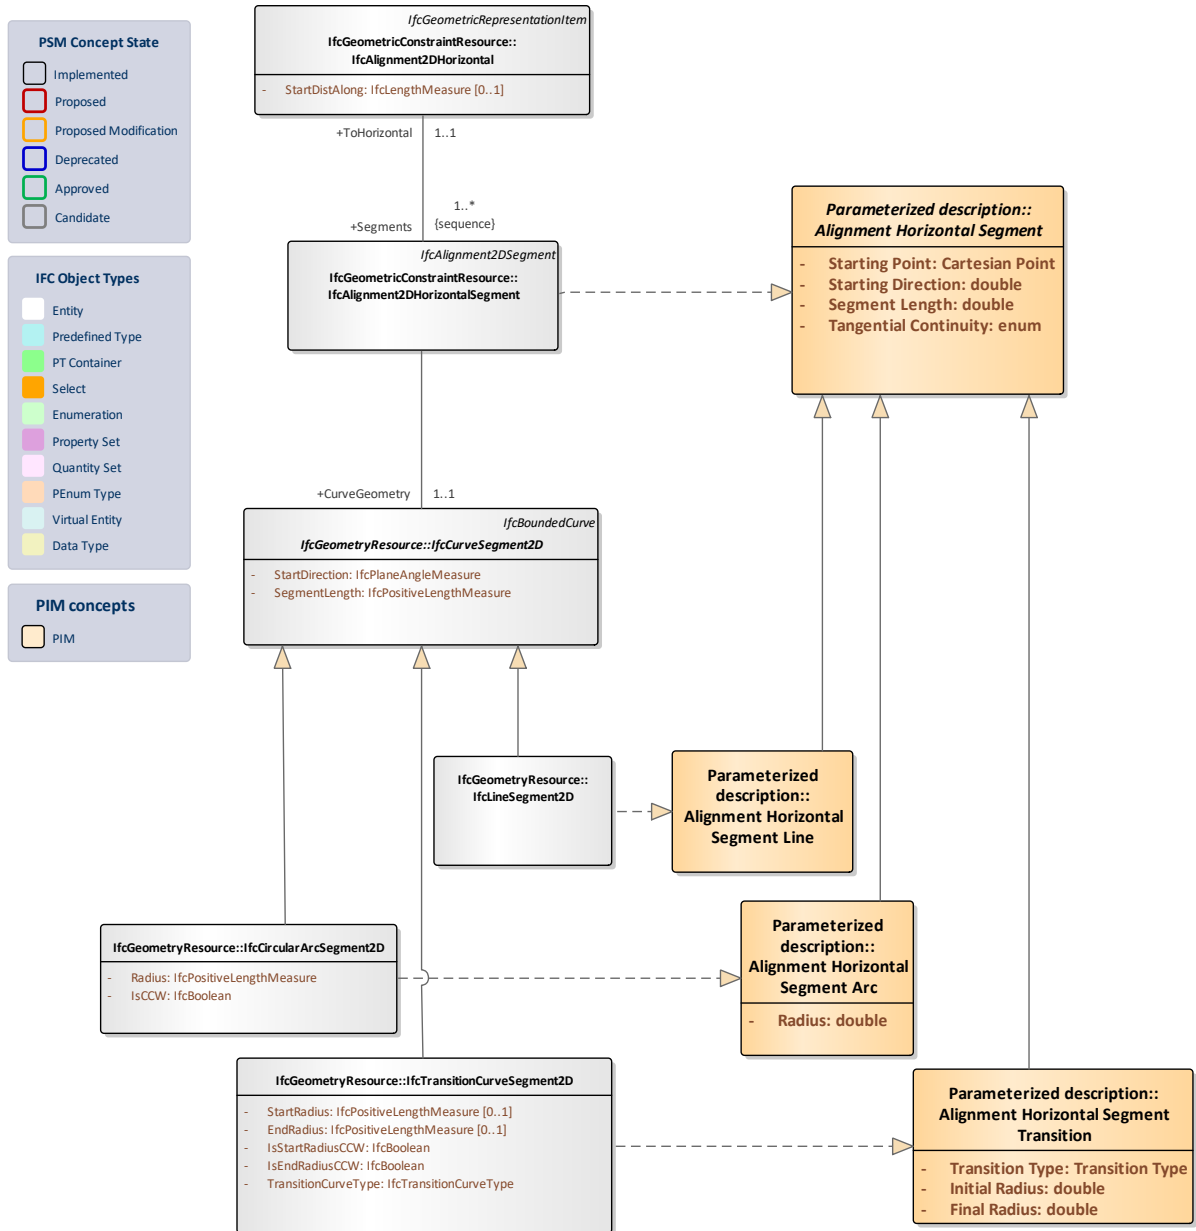 PSM Concept State
Implemented
Proposed
Proposed Modification
Deprecated
Approved
Candidate
IFC Object Types
Entity
Predefined Type
PT Container
Select
Enumeration
Property Set
Quantity Set
PEnum Type
Virtual Entity
Data Type
PIM concepts
PIM
IfcGeometricRepresentationItem
IfcGeometricConstraintResource::
IfcAlignment2DHorizontal
- StartDistAlong: IfcLengthMeasure [0..1]
+ToHorizontal 1..1
1..*
+Segments {sequence}
IfcAlignment2DSegment
IfcGeometricConstraintResource::
IfcAlignment2DHorizontalSegment
Parameterized description::
Alignment Horizontal Segment
- Starting Point: Cartesian Point
- Starting Direction: double
- Segment Length: double
- Tangential Continuity: enum
+CurveGeometry 1..1
IfcBoundedCurve
IfcGeometryResource::IfcCurveSegment2D
- StartDirection: IfcPlaneAngleMeasure
- SegmentLength: IfcPositiveLengthMeasure
IfcGeometryResource::
IfcLineSegment2D
Parameterized
description::
Alignment Horizontal
Segment Line
IfcGeometryResource::IfcCircularArcSegment2D
- Radius: IfcPositiveLengthMeasure
- IsCCW: IfcBoolean
Parameterized
description::
Alignment Horizontal
Segment Arc
- Radius: double
IfcGeometryResource::IfcTransitionCurveSegment2D
- StartRadius: IfcPositiveLengthMeasure [0..1]
- EndRadius: IfcPositiveLengthMeasure [0..1]
- IsStartRadiusCCW: IfcBoolean
- IsEndRadiusCCW: IfcBoolean
- TransitionCurveType: IfcTransitionCurveType
Parameterized description::
Alignment Horizontal Segment
Transition
- Transition Type: Transition Type
- Initial Radius: double
- Final Radius: double